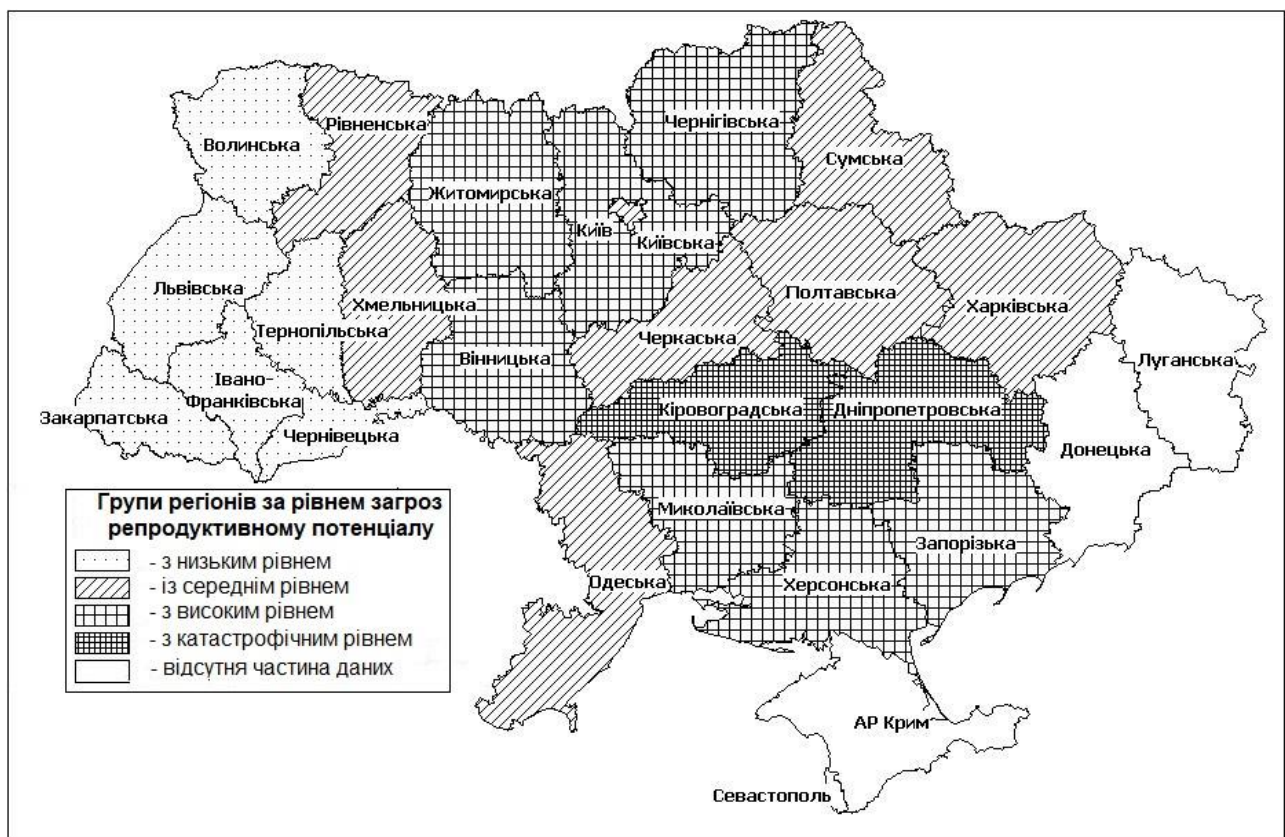 Чернігівська
Рівненська
Волинська
Сумська
Житомирська
Київ
Київська
Львівська
Хмельницька
Полтавська
Харківська
Тернопільська
Черкаська
Вінницька
Луганська
Івано-
Франківська
Закарпатська
Кіровоградська
Дніпропетровська
Чернівецька
Донецька
Миколаївська
Запорізька
Одеська
Херсонська
АР Крим
Севастополь
Групи регіонів за рівнем загроз
репродуктивному потенціалу
- з низьким рівнем
- із середнім рівнем
- з високим рівнем
- з катастрофічним рівнем
- відсутня частина даних